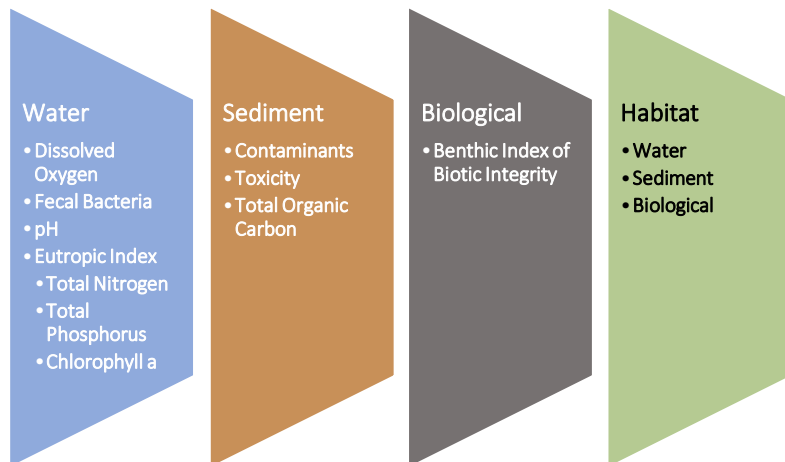 Water
• Dissolved
Oxygen
• Fecal Bacteria
• pH
• Eutropic Index
• Total Nitrogen
• Total
Phosphorus
• Chlorophyll a
Sediment
• Contaminants
• Toxicity
• Total Organic
Carbon
Biological
• Benthic Index of
Biotic Integrity
Habitat
• Water
• Sediment
• Biological